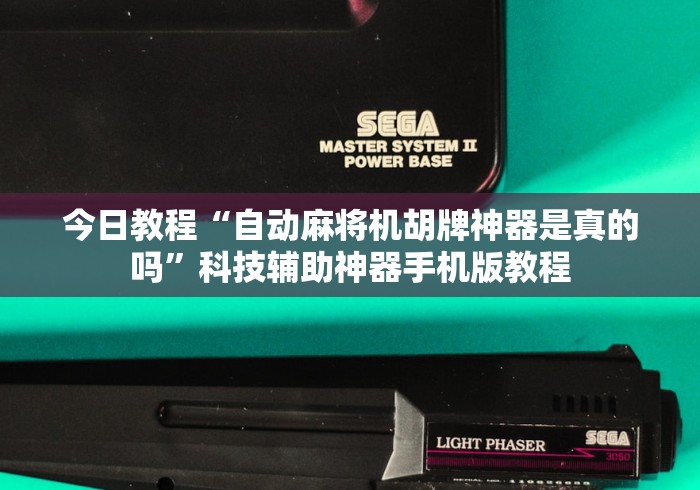 SEGA
MASTER SYSTEM II
POWER BASE
今日教程“自动麻将机胡牌神器是真的
吗”科技辅助神器手机版教程
LIGHT PHASER
SEGA
3050